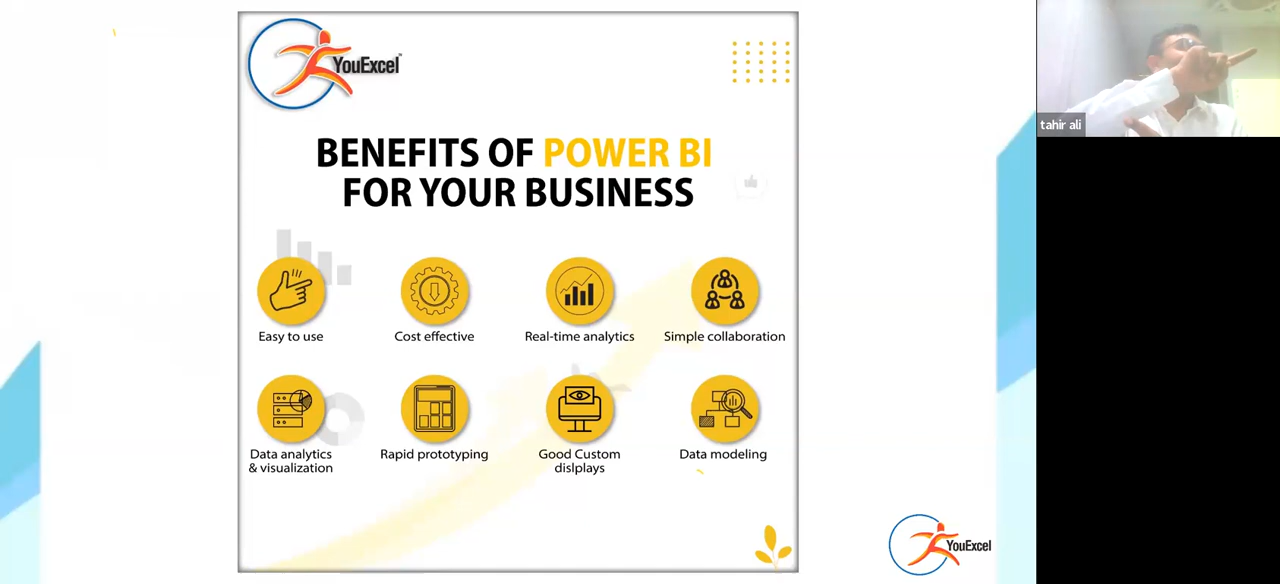 YouExcel™
tahir ali
BENEFITS OF POWER BI
FOR YOUR BUSINESS
Easy to use
Cost effective
Real-time analytics
Simple collaboration
Data analytics
& visualization
Rapid prototyping
Good Custom
dislplays
Data modeling
YouExcel